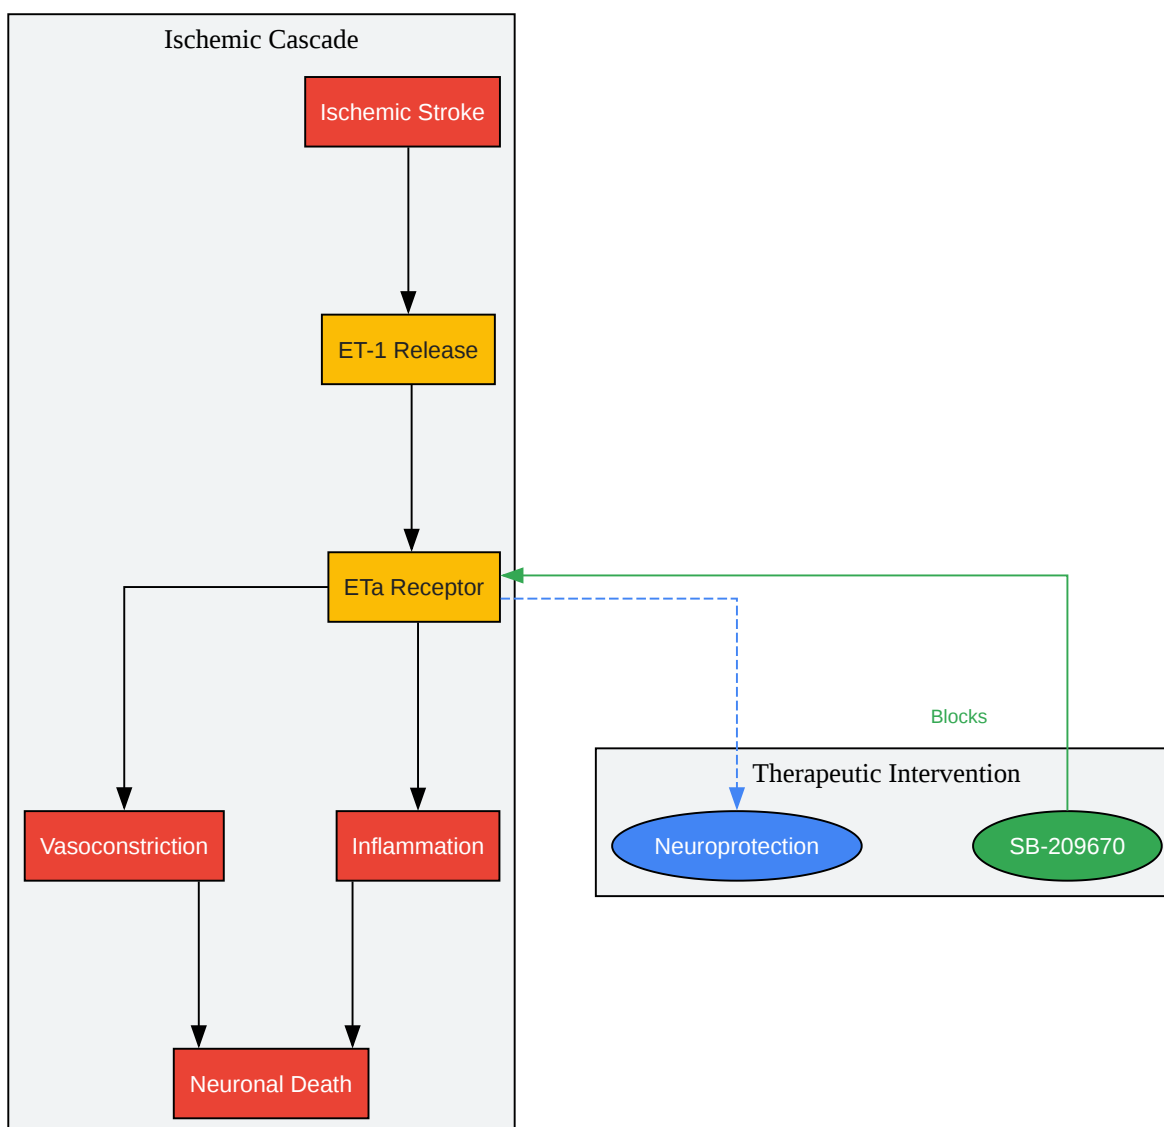 Ischemic Cascade
Ischemic Stroke
ET-1 Release
ETa Receptor
Blocks
Therapeutic Intervention
Vasoconstriction
Inflammation
Neuroprotection
SB-209670
Neuronal Death